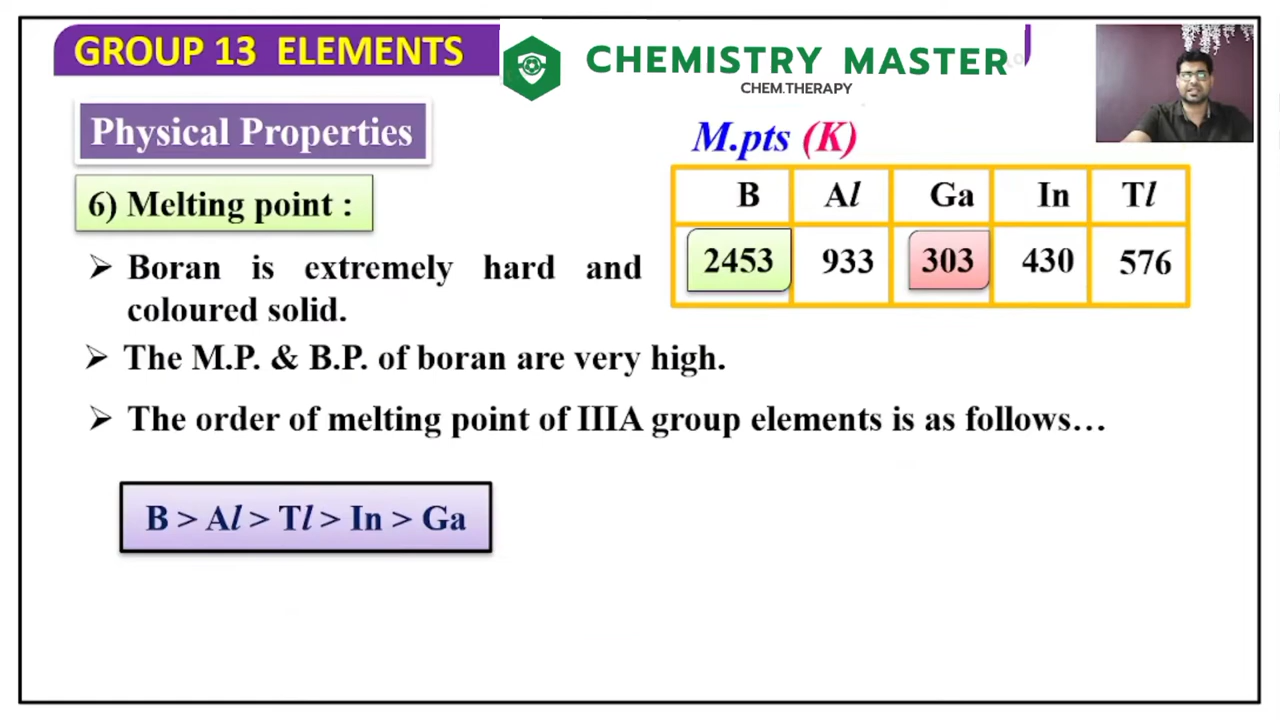 GROUP 13 ELEMENTS
CHEMISTRY MASTER
CHEM.THERAPY
Physical Properties
M.pts (K)
6) Melting point :
B Al Ga In Tl
2453 933 303 430 576
➢ Boran is extremely hard and
coloured solid.
➢ The M.P. & B.P. of boran are very high.
➢ The order of melting point of IIIA group elements is as follows…
B > Al > Tl > In > Ga